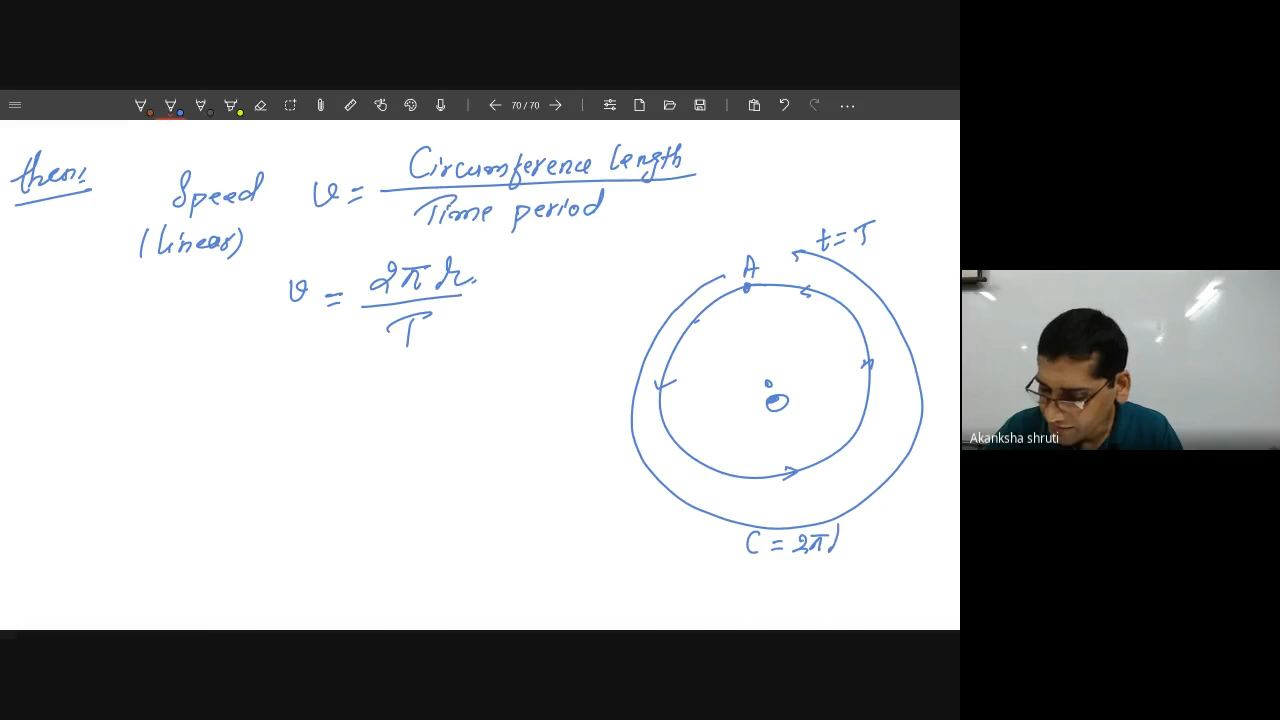 70 / 70
then:
Speed v = Circumference length / Time period
(linear)
v = 2πr / T
t = T
A
C = 2πr
Akanksha shruti